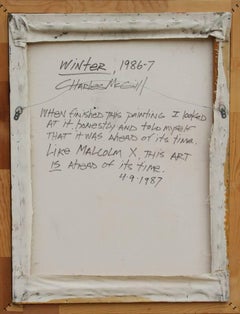 WINTER, 1986-7
CHARLES McGILL
WHEN FINISHED THIS PAINTING I LOOKED
AT IT HONESTLY AND TOLD MYSELF
THAT IT WAS AHEAD OF ITS TIME.
LIKE MALCOLM X, THIS ART
IS AHEAD OF ITS TIME.
4-9-1987